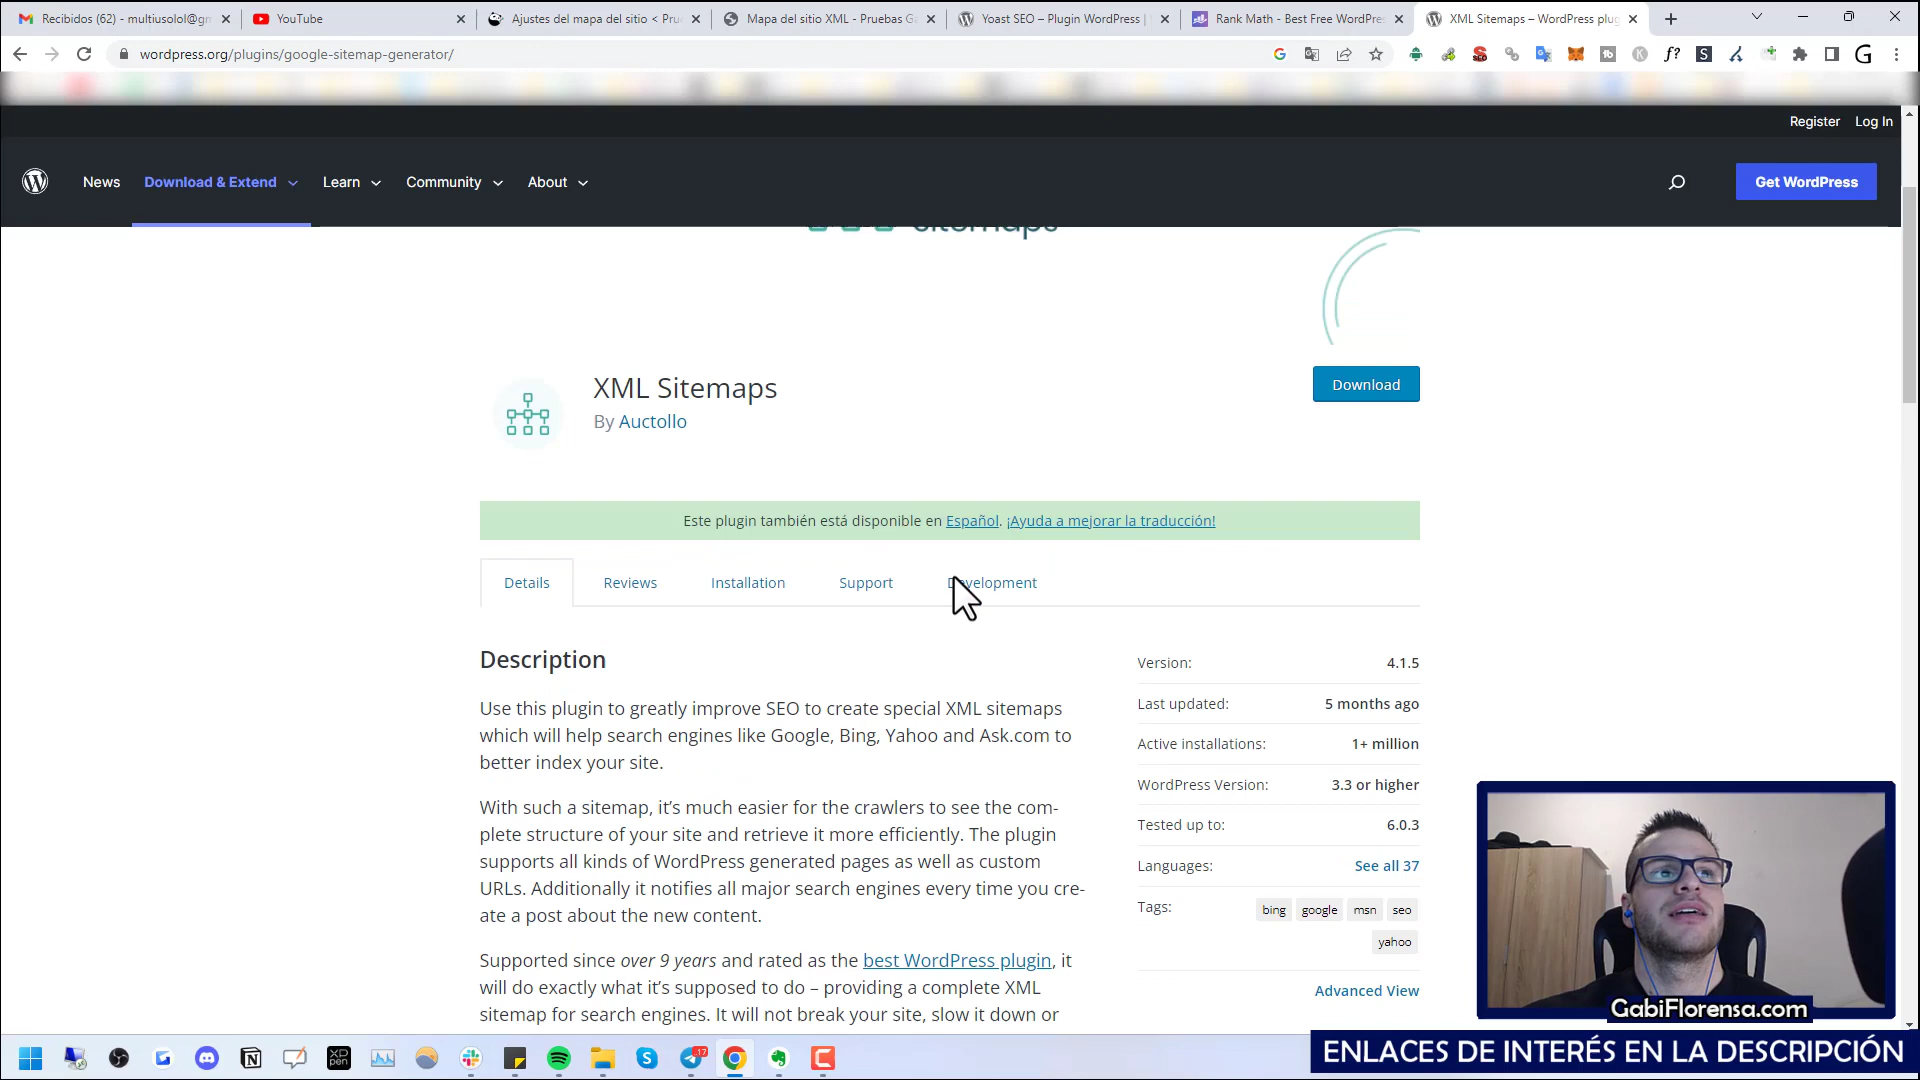 Recibidos (62) - multiusolol@gm
YouTube
Ajustes del mapa del sitio < Pru
Mapa del sitio XML - Pruebas G
Yoast SEO – Plugin WordPress |
Rank Math - Best Free WordPre
XML Sitemaps – WordPress plug
wordpress.org/plugins/google-sitemap-generator/
Register
Log In
News
Download & Extend
Learn
Community
About
Get WordPress
sitemaps
XML Sitemaps
By Auctollo
Download
Este plugin también está disponible en Español. ¡Ayuda a mejorar la traducción!
Details
Reviews
Installation
Support
Development
Description
Use this plugin to greatly improve SEO to create special XML sitemaps
which will help search engines like Google, Bing, Yahoo and Ask.com to
better index your site.
With such a sitemap, it’s much easier for the crawlers to see the com-
plete structure of your site and retrieve it more efficiently. The plugin
supports all kinds of WordPress generated pages as well as custom
URLs. Additionally it notifies all major search engines every time you cre-
ate a post about the new content.
Supported since over 9 years and rated as the best WordPress plugin, it
will do exactly what it’s supposed to do – providing a complete XML
sitemap for search engines. It will not break your site, slow it down or
Version: 4.1.5
Last updated: 5 months ago
Active installations: 1+ million
WordPress Version: 3.3 or higher
Tested up to: 6.0.3
Languages: See all 37
Tags: bing google msn seo
yahoo
Advanced View
GabiFlorensa.com
ENLACES DE INTERÉS EN LA DESCRIPCIÓN